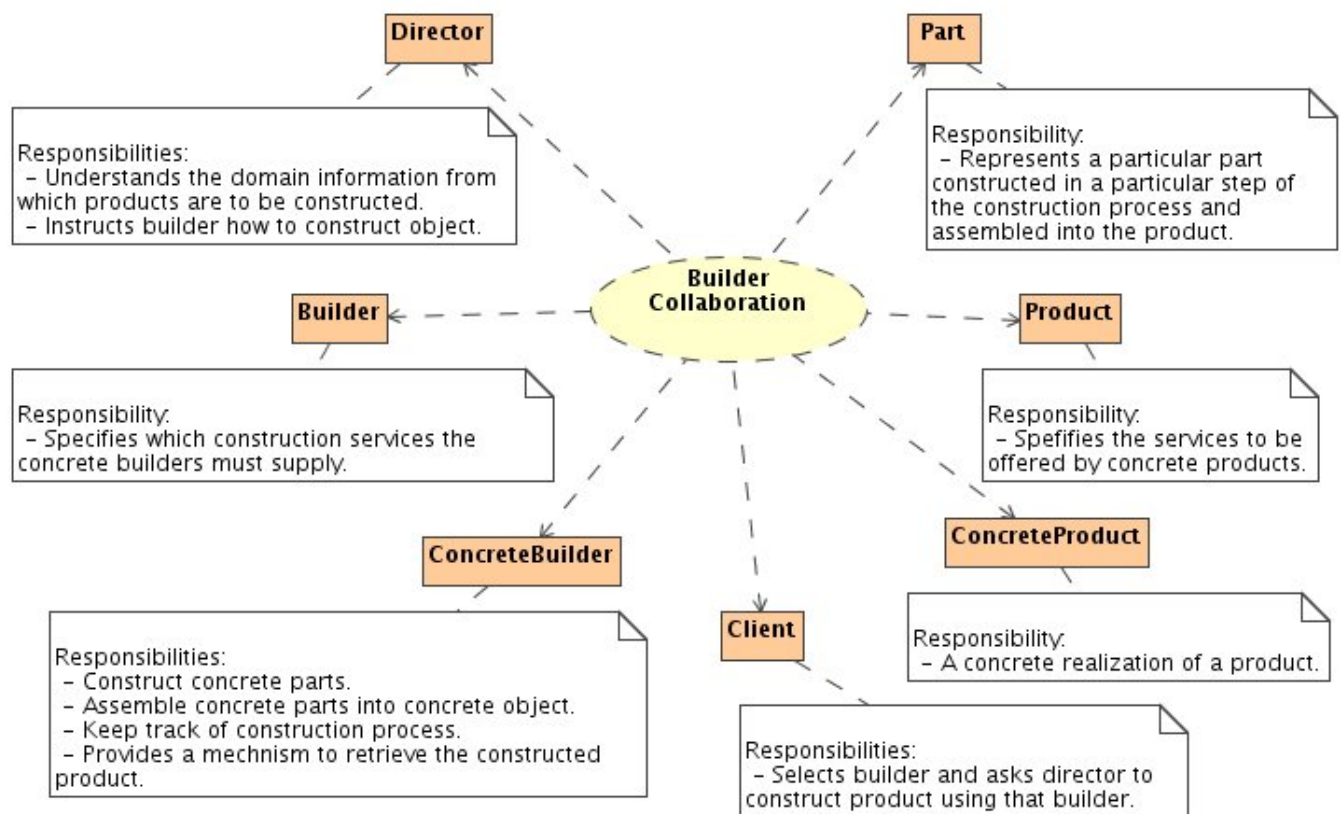 Director
Responsibilities:
– Understands the domain information from
which products are to be constructed.
– Instructs builder how to construct object.
Part
Responsibility:
– Represents a particular part
constructed in a particular step of
the construction process and
assembled into the product.
Builder
Collaboration
Builder
Responsibility:
– Specifies which construction services the
concrete builders must supply.
Product
Responsibility:
– Spefifies the services to be
offered by concrete products.
ConcreteBuilder
Responsibilities:
– Construct concrete parts.
– Assemble concrete parts into concrete object.
– Keep track of construction process.
– Provides a mechnism to retrieve the constructed
product.
Client
Responsibilities:
– Selects builder and asks director to
construct product using that builder.
ConcreteProduct
Responsibility:
– A concrete realization of a product.